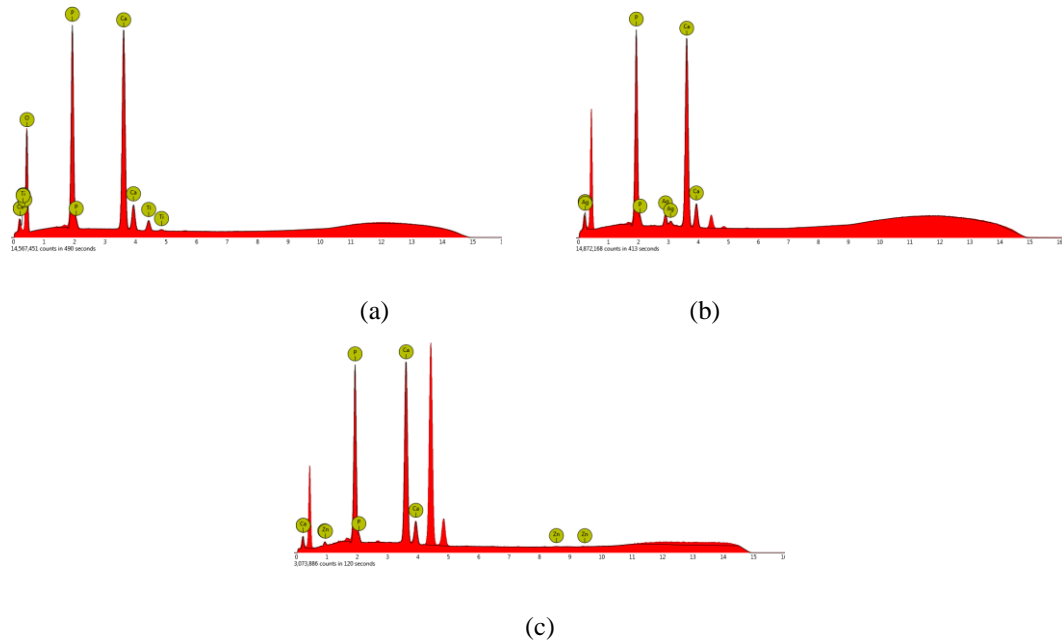 P
Ca
O
Ti
Ca
P
Ca
Ti
Ti
0 1 2 3 4 5 6 7 8 9 10 11 12 13 14 15 1
14,567,451 counts in 490 seconds
(a)
P
Ca
Ag
P
Ag
Ag
Ca
0 1 2 3 4 5 6 7 8 9 10 11 12 13 14 15 16
14,872,168 counts in 413 seconds
(b)
P
Ca
Ca
Zn
P
Ca
Zn
Zn
0 1 2 3 4 5 6 7 8 9 10 11 12 13 14 15
3,073,886 counts in 120 seconds
(c)